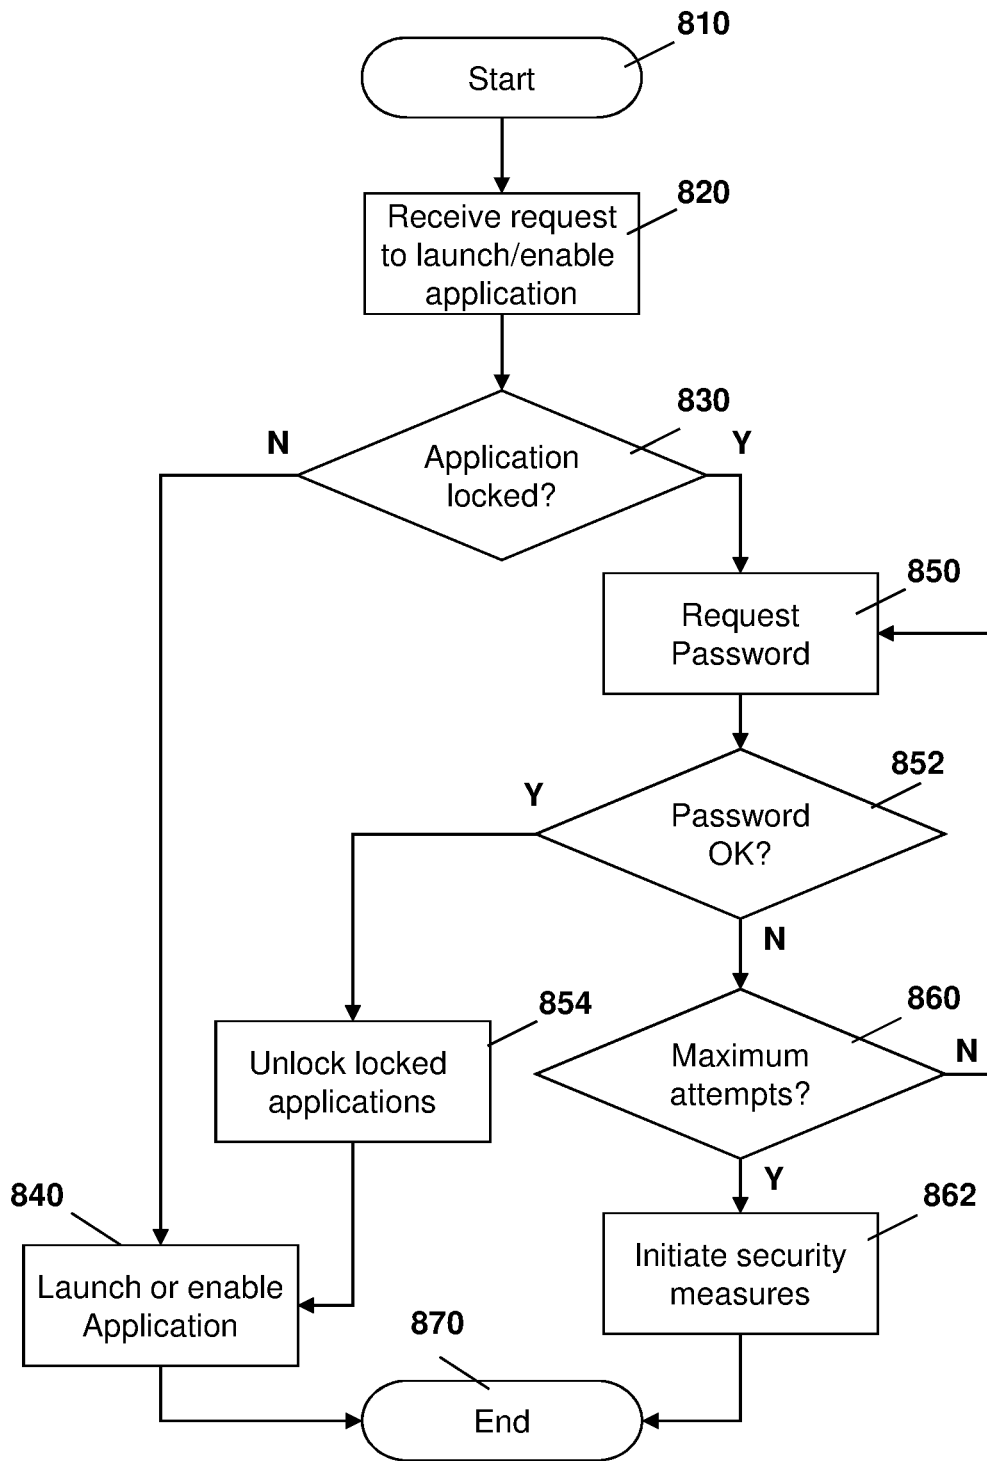 810
Start
820
Receive request
to launch/enable
application
830
N
Y
Application
locked?
850
Request
Password
852
Y
Password
OK?
N
854
860
N
Unlock locked
applications
Maximum
attempts?
Y
840
862
Launch or enable
Application
Initiate security
measures
870
End